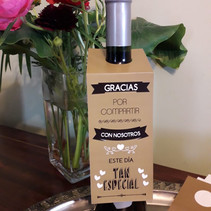 GRACIAS
POR
COMPARTIR
CON NOSOTROS
ESTE DÍA
TAN
ESPECIAL